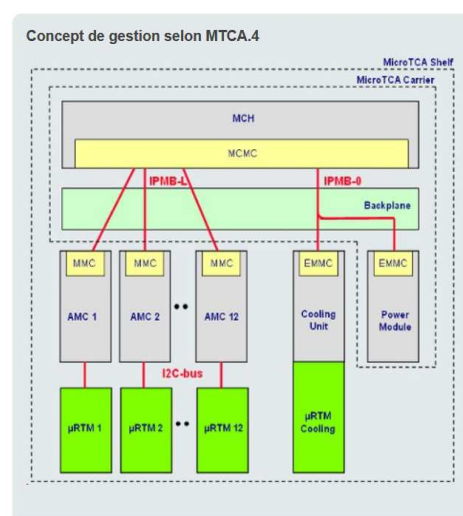 Concept de gestion selon MTCA.4
MicroTCA Shelf
MicroTCA Carrier
MCH
MCMC
IPMB-L
IPMB-0
Backplane
MMC
MMC
MMC
EMMC
EMMC
AMC 1
AMC 2
AMC 12
Cooling
Unit
Power
Module
I2C-bus
µRTM 1
µRTM 2
µRTM 12
µRTM
Cooling